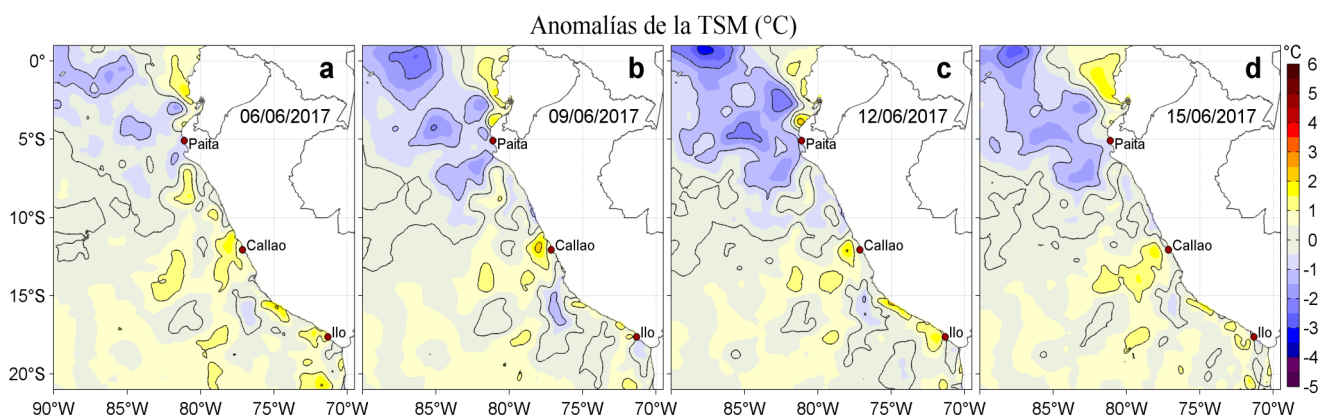 Anomalías de la TSM (°C)
a
06/06/2017
Paita
Callao
Ilo
b
09/06/2017
Paita
Callao
Ilo
c
12/06/2017
Paita
Callao
Ilo
d
15/06/2017
Paita
Callao
Ilo
0°
5°S
10°S
15°S
20°S
90°W 85°W 80°W 75°W 70°W
85°W 80°W 75°W 70°W
85°W 80°W 75°W 70°W
85°W 80°W 75°W 70°W
°C
6
5
4
3
2
1
0
-1
-2
-3
-4
-5